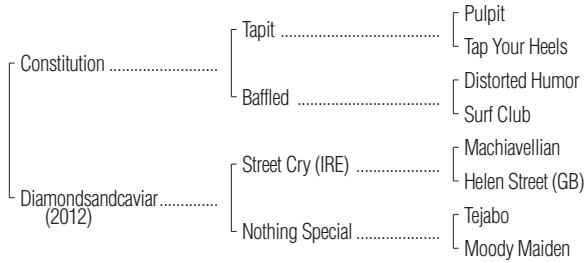 Pulpit
Tapit ..............................
Tap Your Heels
Constitution .....................
Distorted Humor
Baffled ...........................
Surf Club
Machiavellian
Street Cry (IRE) ................
Helen Street (GB)
Diamondsandcaviar..............
(2012)
Tejabo
Nothing Special ................
Moody Maiden